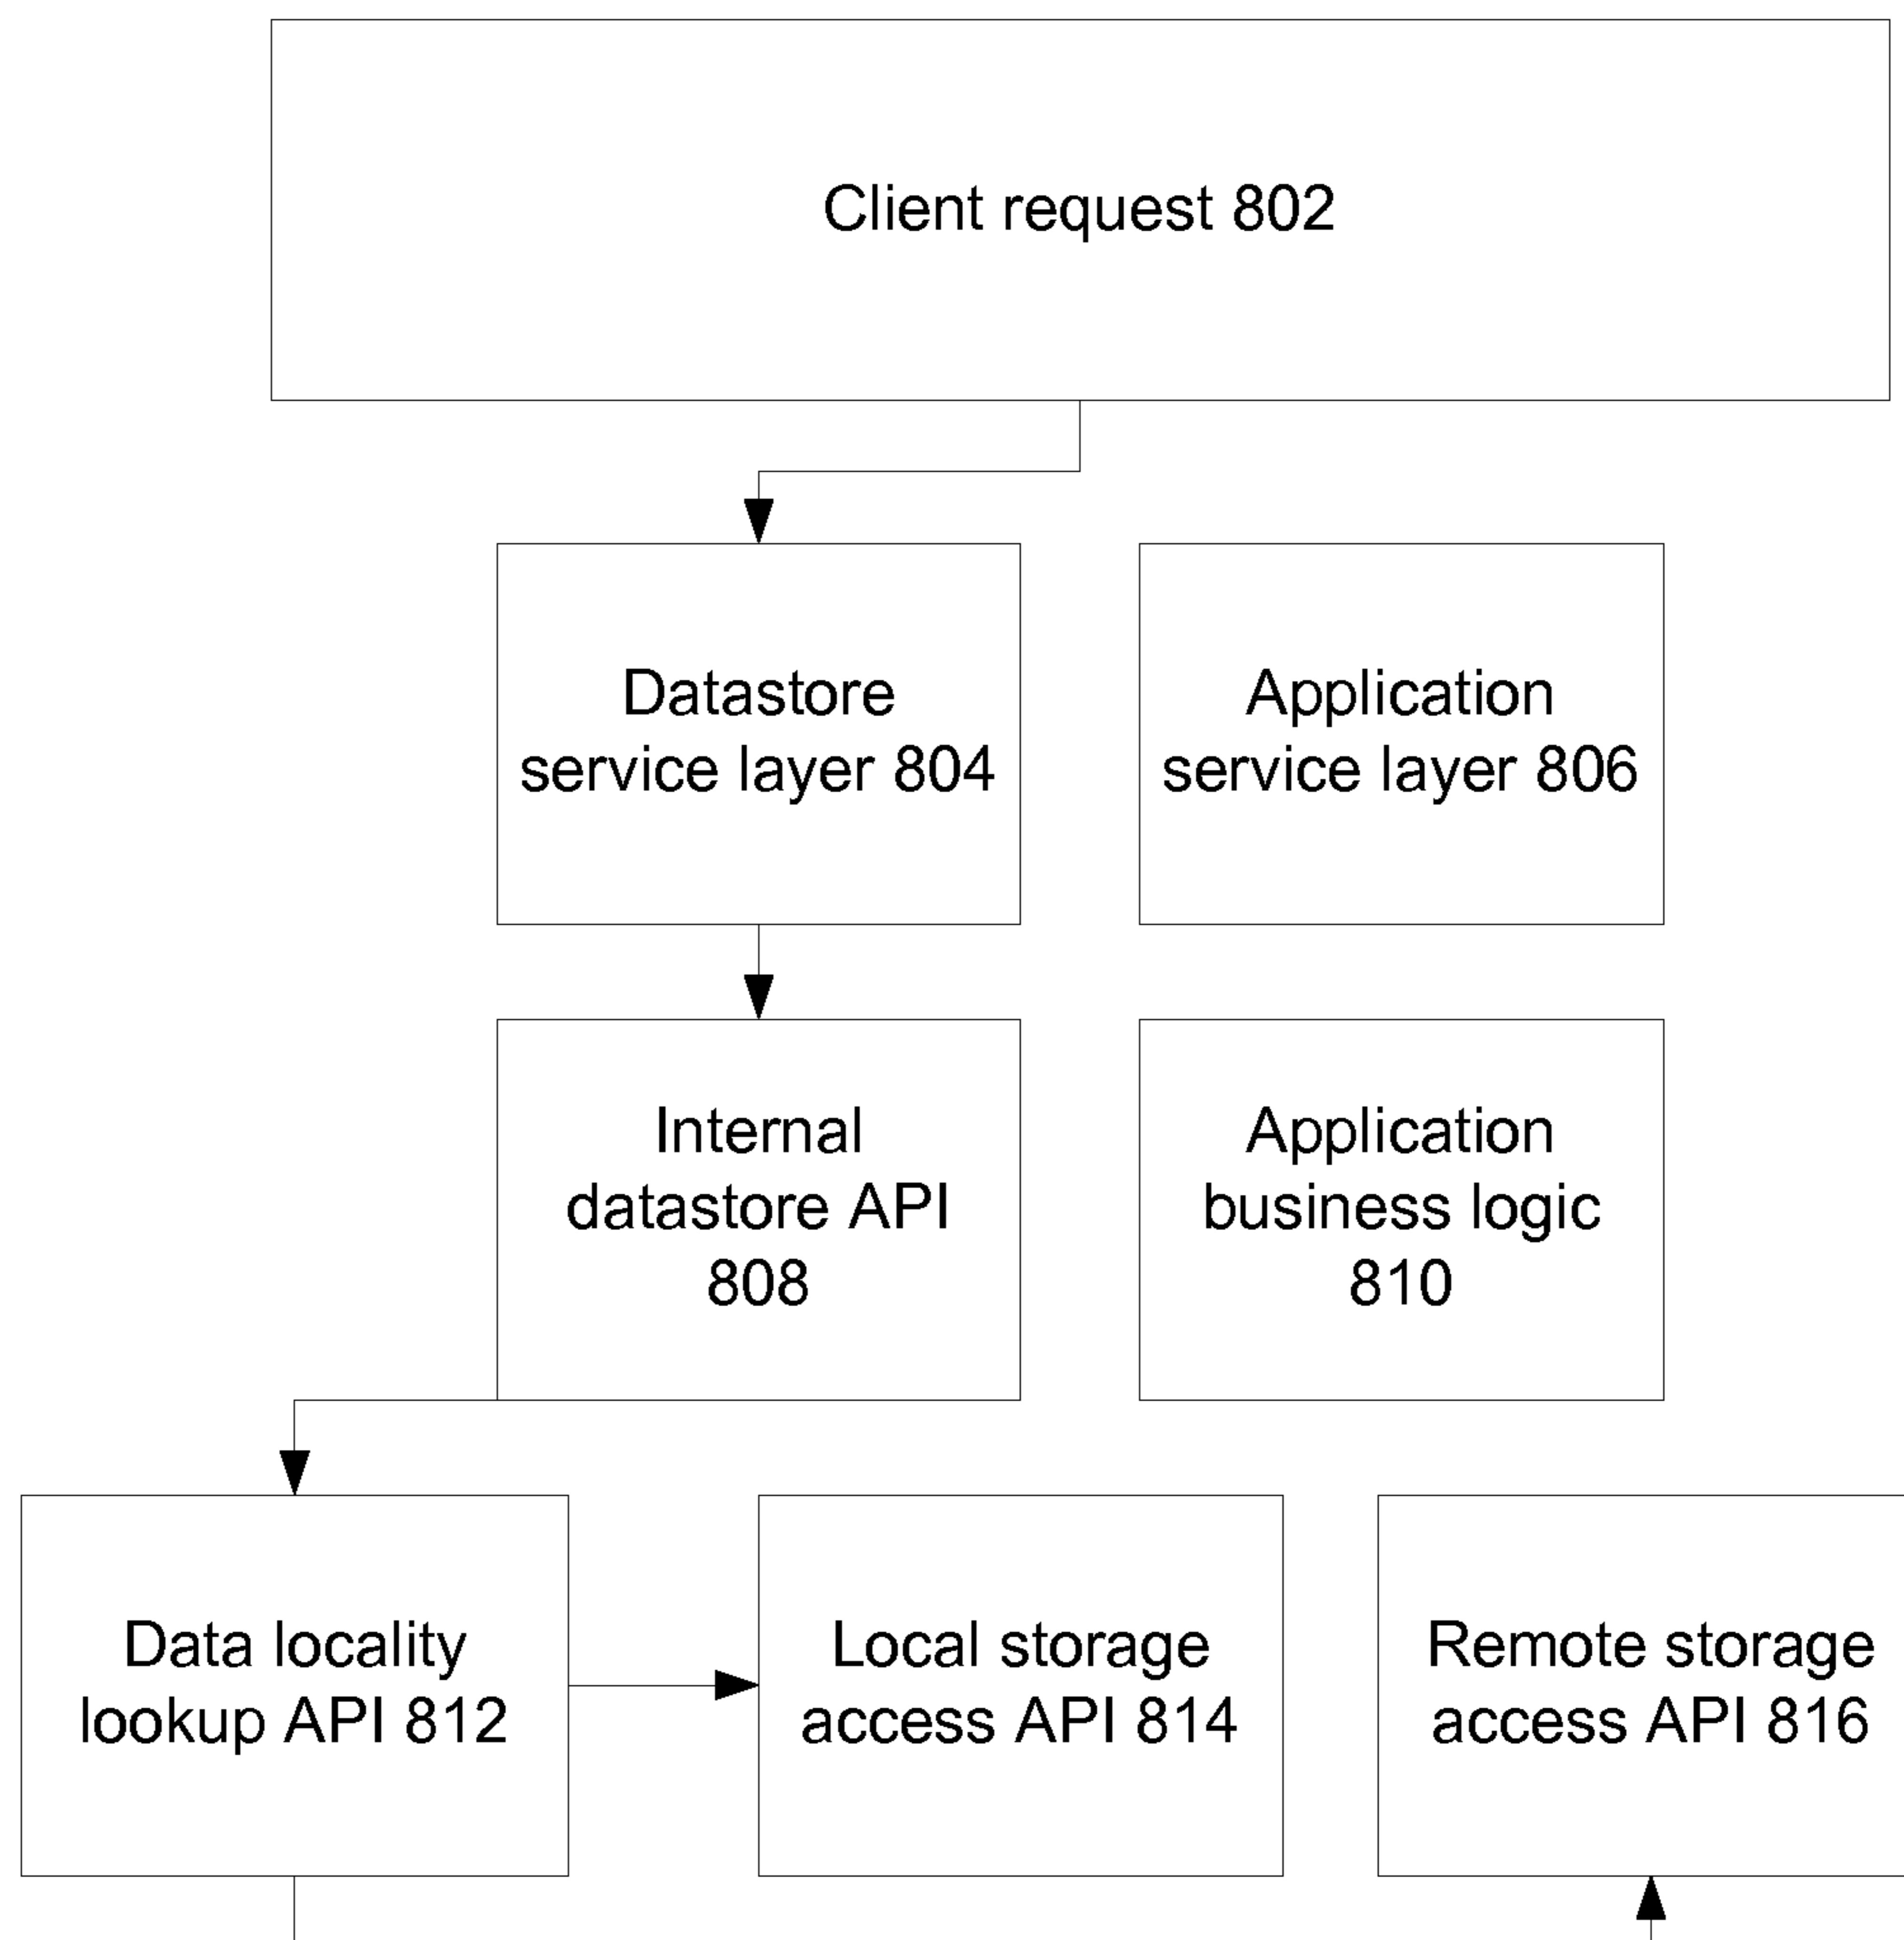 Client request 802
Datastore
service layer 804
Application
service layer 806
Internal
datastore API
808
Application
business logic
810
Data locality
lookup API 812
Local storage
access API 814
Remote storage
access API 816